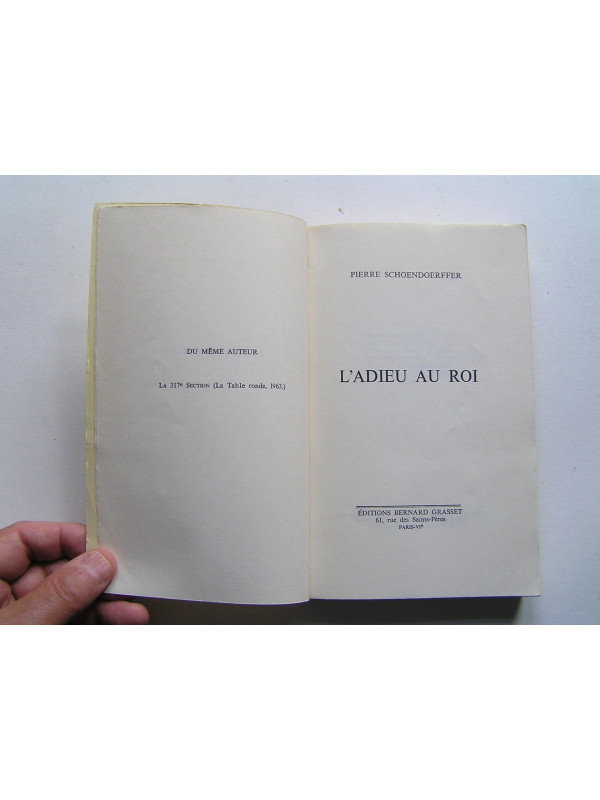 DU MÊME AUTEUR
LA 317e SECTION (La Table ronde, 1963.)
PIERRE SCHOENDOERFFER
L'ADIEU AU ROI
ÉDITIONS BERNARD GRASSET
61, rue des Saints-Pères
PARIS-VIe